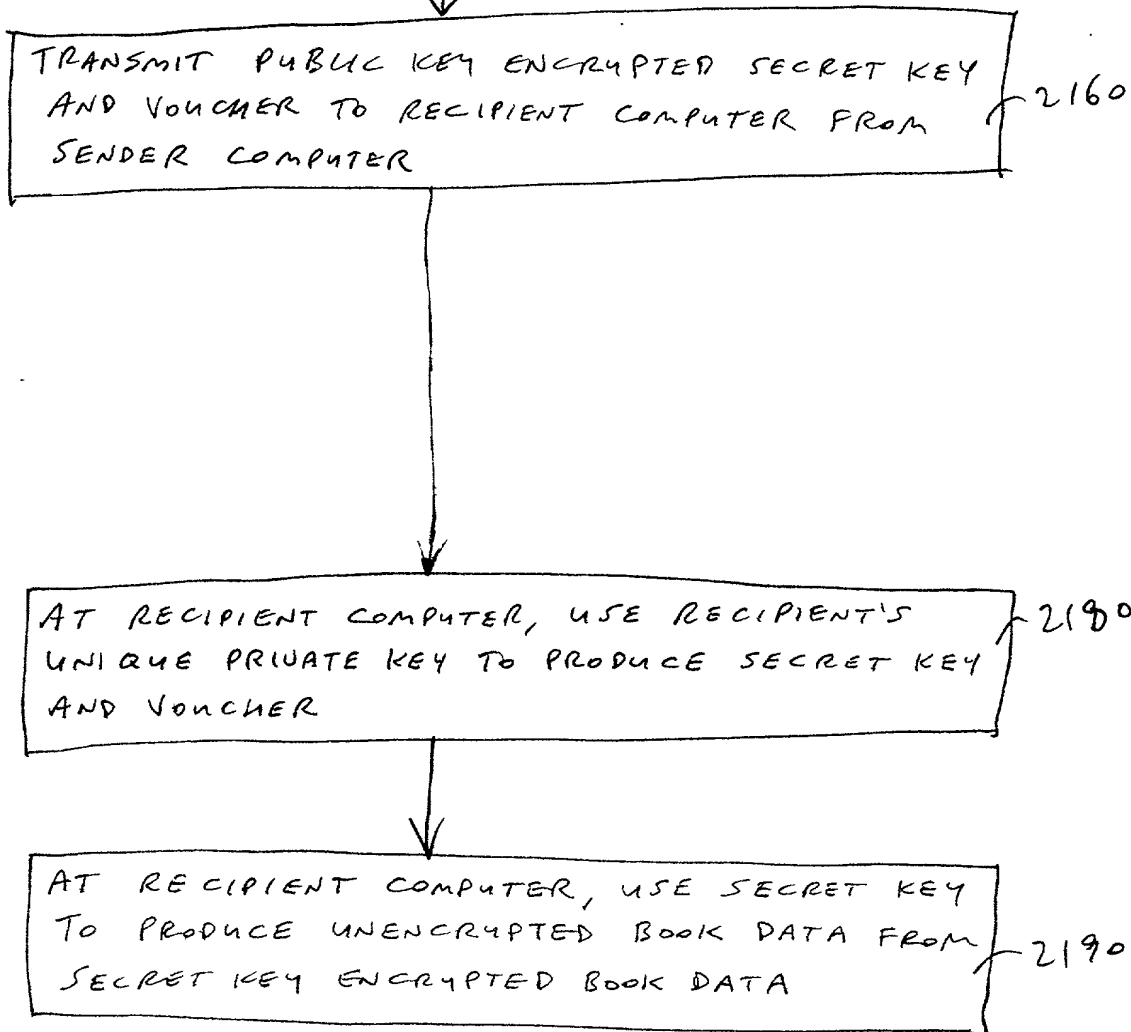 TRANSMIT PUBLIC KEY ENCRYPTED SECRET KEY
AND VOUCHER TO RECIPIENT COMPUTER FROM
SENDER COMPUTER
2160
AT RECIPIENT COMPUTER, USE RECIPIENT'S
UNIQUE PRIVATE KEY TO PRODUCE SECRET KEY
AND VOUCHER
2180
AT RECIPIENT COMPUTER, USE SECRET KEY
TO PRODUCE UNENCRYPTED BOOK DATA FROM
SECRET KEY ENCRYPTED BOOK DATA
2190